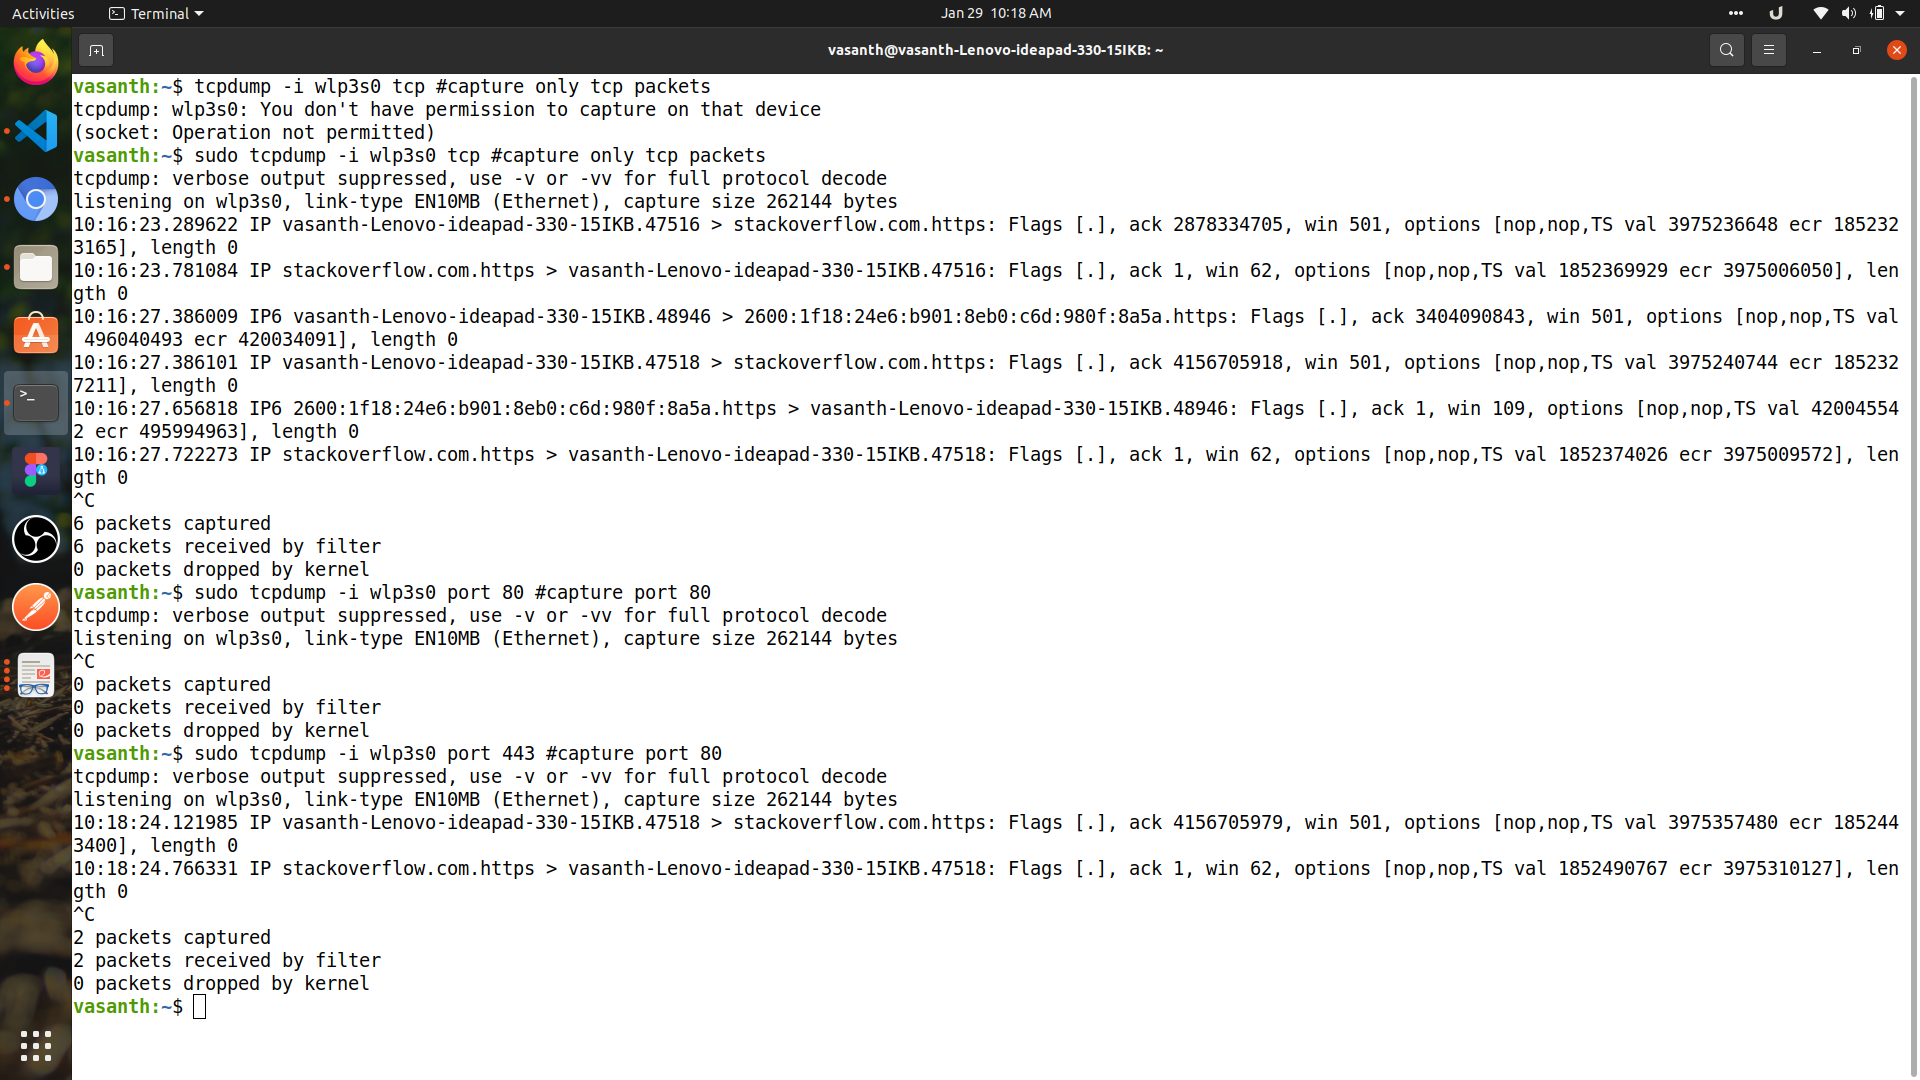 Activities
Terminal
Jan 29 10:18 AM
vasanth@vasanth-Lenovo-ideapad-330-15IKB: ~
vasanth:~$ tcpdump -i wlp3s0 tcp #capture only tcp packets
tcpdump: wlp3s0: You don't have permission to capture on that device
(socket: Operation not permitted)
vasanth:~$ sudo tcpdump -i wlp3s0 tcp #capture only tcp packets
tcpdump: verbose output suppressed, use -v or -vv for full protocol decode
listening on wlp3s0, link-type EN10MB (Ethernet), capture size 262144 bytes
10:16:23.289622 IP vasanth-Lenovo-ideapad-330-15IKB.47516 > stackoverflow.com.https: Flags [.], ack 2878334705, win 501, options [nop,nop,TS val 3975236648 ecr 185232
3165], length 0
10:16:23.781084 IP stackoverflow.com.https > vasanth-Lenovo-ideapad-330-15IKB.47516: Flags [.], ack 1, win 62, options [nop,nop,TS val 1852369929 ecr 3975006050], len
gth 0
10:16:27.386009 IP6 vasanth-Lenovo-ideapad-330-15IKB.48946 > 2600:1f18:24e6:b901:8eb0:c6d:980f:8a5a.https: Flags [.], ack 3404090843, win 501, options [nop,nop,TS val
 496040493 ecr 420034091], length 0
10:16:27.386101 IP vasanth-Lenovo-ideapad-330-15IKB.47518 > stackoverflow.com.https: Flags [.], ack 4156705918, win 501, options [nop,nop,TS val 3975240744 ecr 185232
7211], length 0
10:16:27.656818 IP6 2600:1f18:24e6:b901:8eb0:c6d:980f:8a5a.https > vasanth-Lenovo-ideapad-330-15IKB.48946: Flags [.], ack 1, win 109, options [nop,nop,TS val 42004554
2 ecr 495994963], length 0
10:16:27.722273 IP stackoverflow.com.https > vasanth-Lenovo-ideapad-330-15IKB.47518: Flags [.], ack 1, win 62, options [nop,nop,TS val 1852374026 ecr 3975009572], len
gth 0
^C
6 packets captured
6 packets received by filter
0 packets dropped by kernel
vasanth:~$ sudo tcpdump -i wlp3s0 port 80 #capture port 80
tcpdump: verbose output suppressed, use -v or -vv for full protocol decode
listening on wlp3s0, link-type EN10MB (Ethernet), capture size 262144 bytes
^C
0 packets captured
0 packets received by filter
0 packets dropped by kernel
vasanth:~$ sudo tcpdump -i wlp3s0 port 443 #capture port 80
tcpdump: verbose output suppressed, use -v or -vv for full protocol decode
listening on wlp3s0, link-type EN10MB (Ethernet), capture size 262144 bytes
10:18:24.121985 IP vasanth-Lenovo-ideapad-330-15IKB.47518 > stackoverflow.com.https: Flags [.], ack 4156705979, win 501, options [nop,nop,TS val 3975357480 ecr 185244
3400], length 0
10:18:24.766331 IP stackoverflow.com.https > vasanth-Lenovo-ideapad-330-15IKB.47518: Flags [.], ack 1, win 62, options [nop,nop,TS val 1852490767 ecr 3975310127], len
gth 0
^C
2 packets captured
2 packets received by filter
0 packets dropped by kernel
vasanth:~$